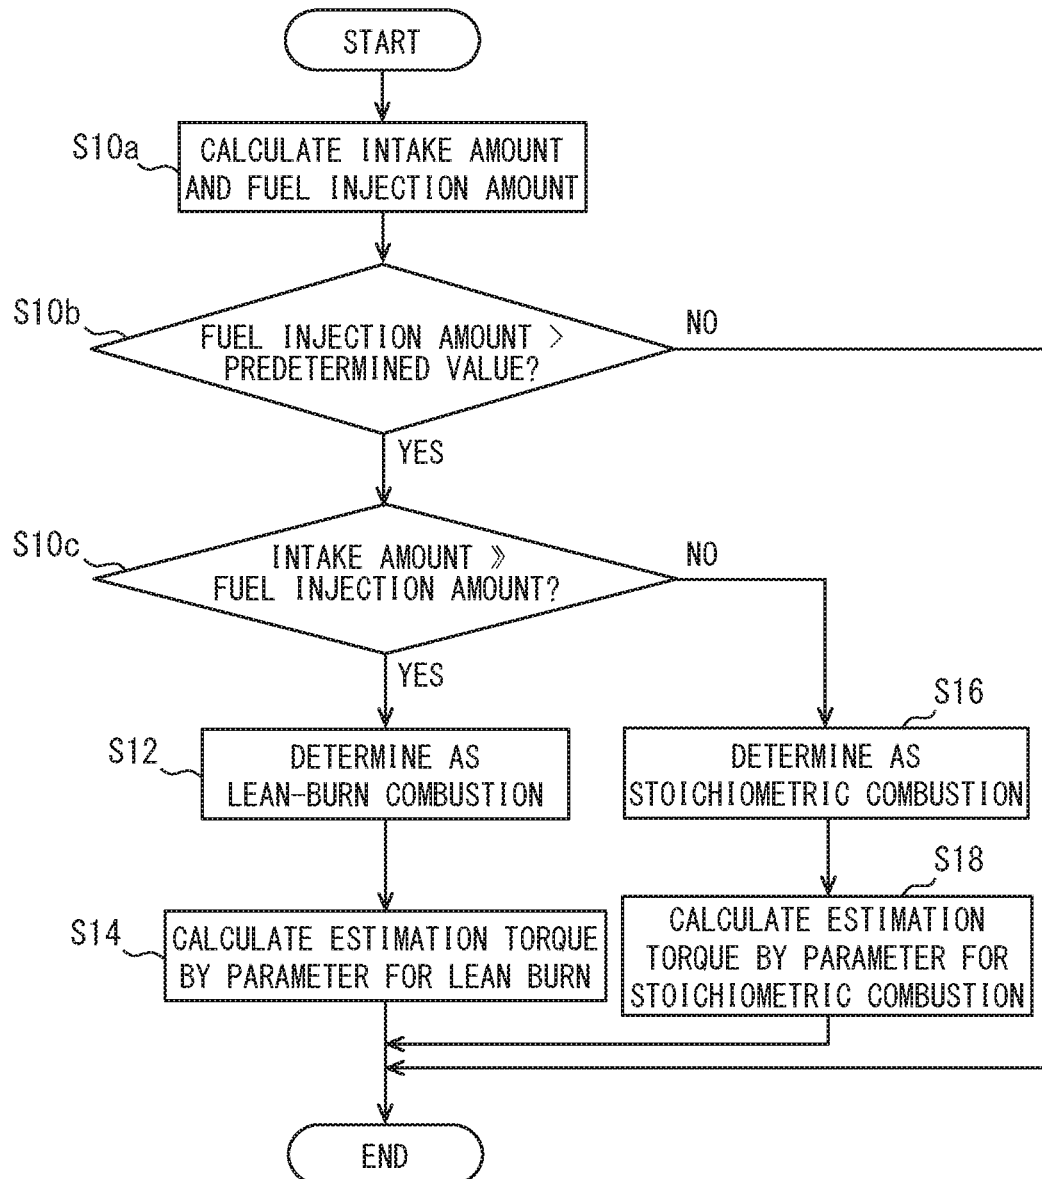 START
S10a
CALCULATE INTAKE AMOUNT
AND FUEL INJECTION AMOUNT
S10b
FUEL INJECTION AMOUNT >
PREDETERMINED VALUE?
NO
YES
S10c
INTAKE AMOUNT ≫
FUEL INJECTION AMOUNT?
NO
YES
S12
DETERMINE AS
LEAN-BURN COMBUSTION
S16
DETERMINE AS
STOICHIOMETRIC COMBUSTION
S14
CALCULATE ESTIMATION TORQUE
BY PARAMETER FOR LEAN BURN
S18
CALCULATE ESTIMATION
TORQUE BY PARAMETER FOR
STOICHIOMETRIC COMBUSTION
END